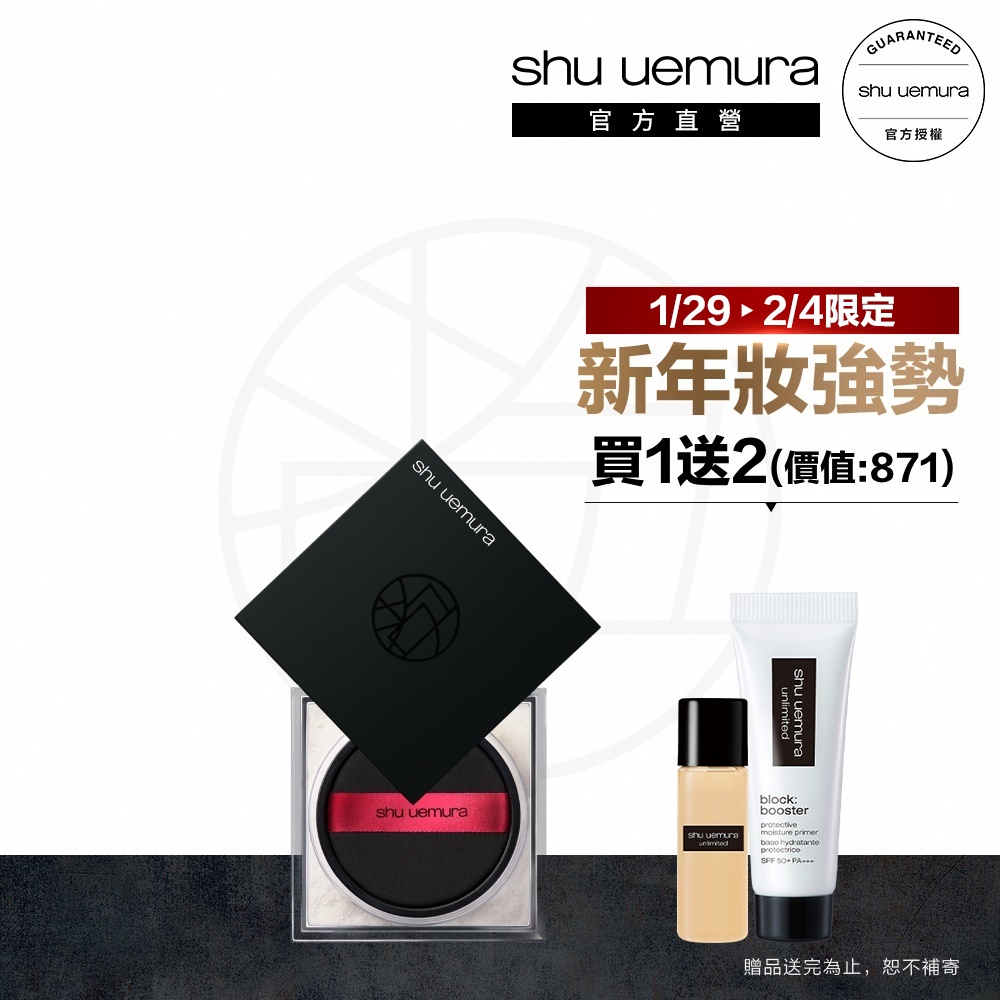 shu uemura
官方直營
GUARANTEED
shu uemura
官方授權
1/29 ▸ 2/4限定
新年妝強勢
買1送2(價值:871)
shu uemura
shu uemura
shu uemura
unlimited
shu uemura
unlimited
block:
booster
protective
moisture primer
base hydratante
protectrice
SPF 50+ PA+++
贈品送完為止，恕不補寄